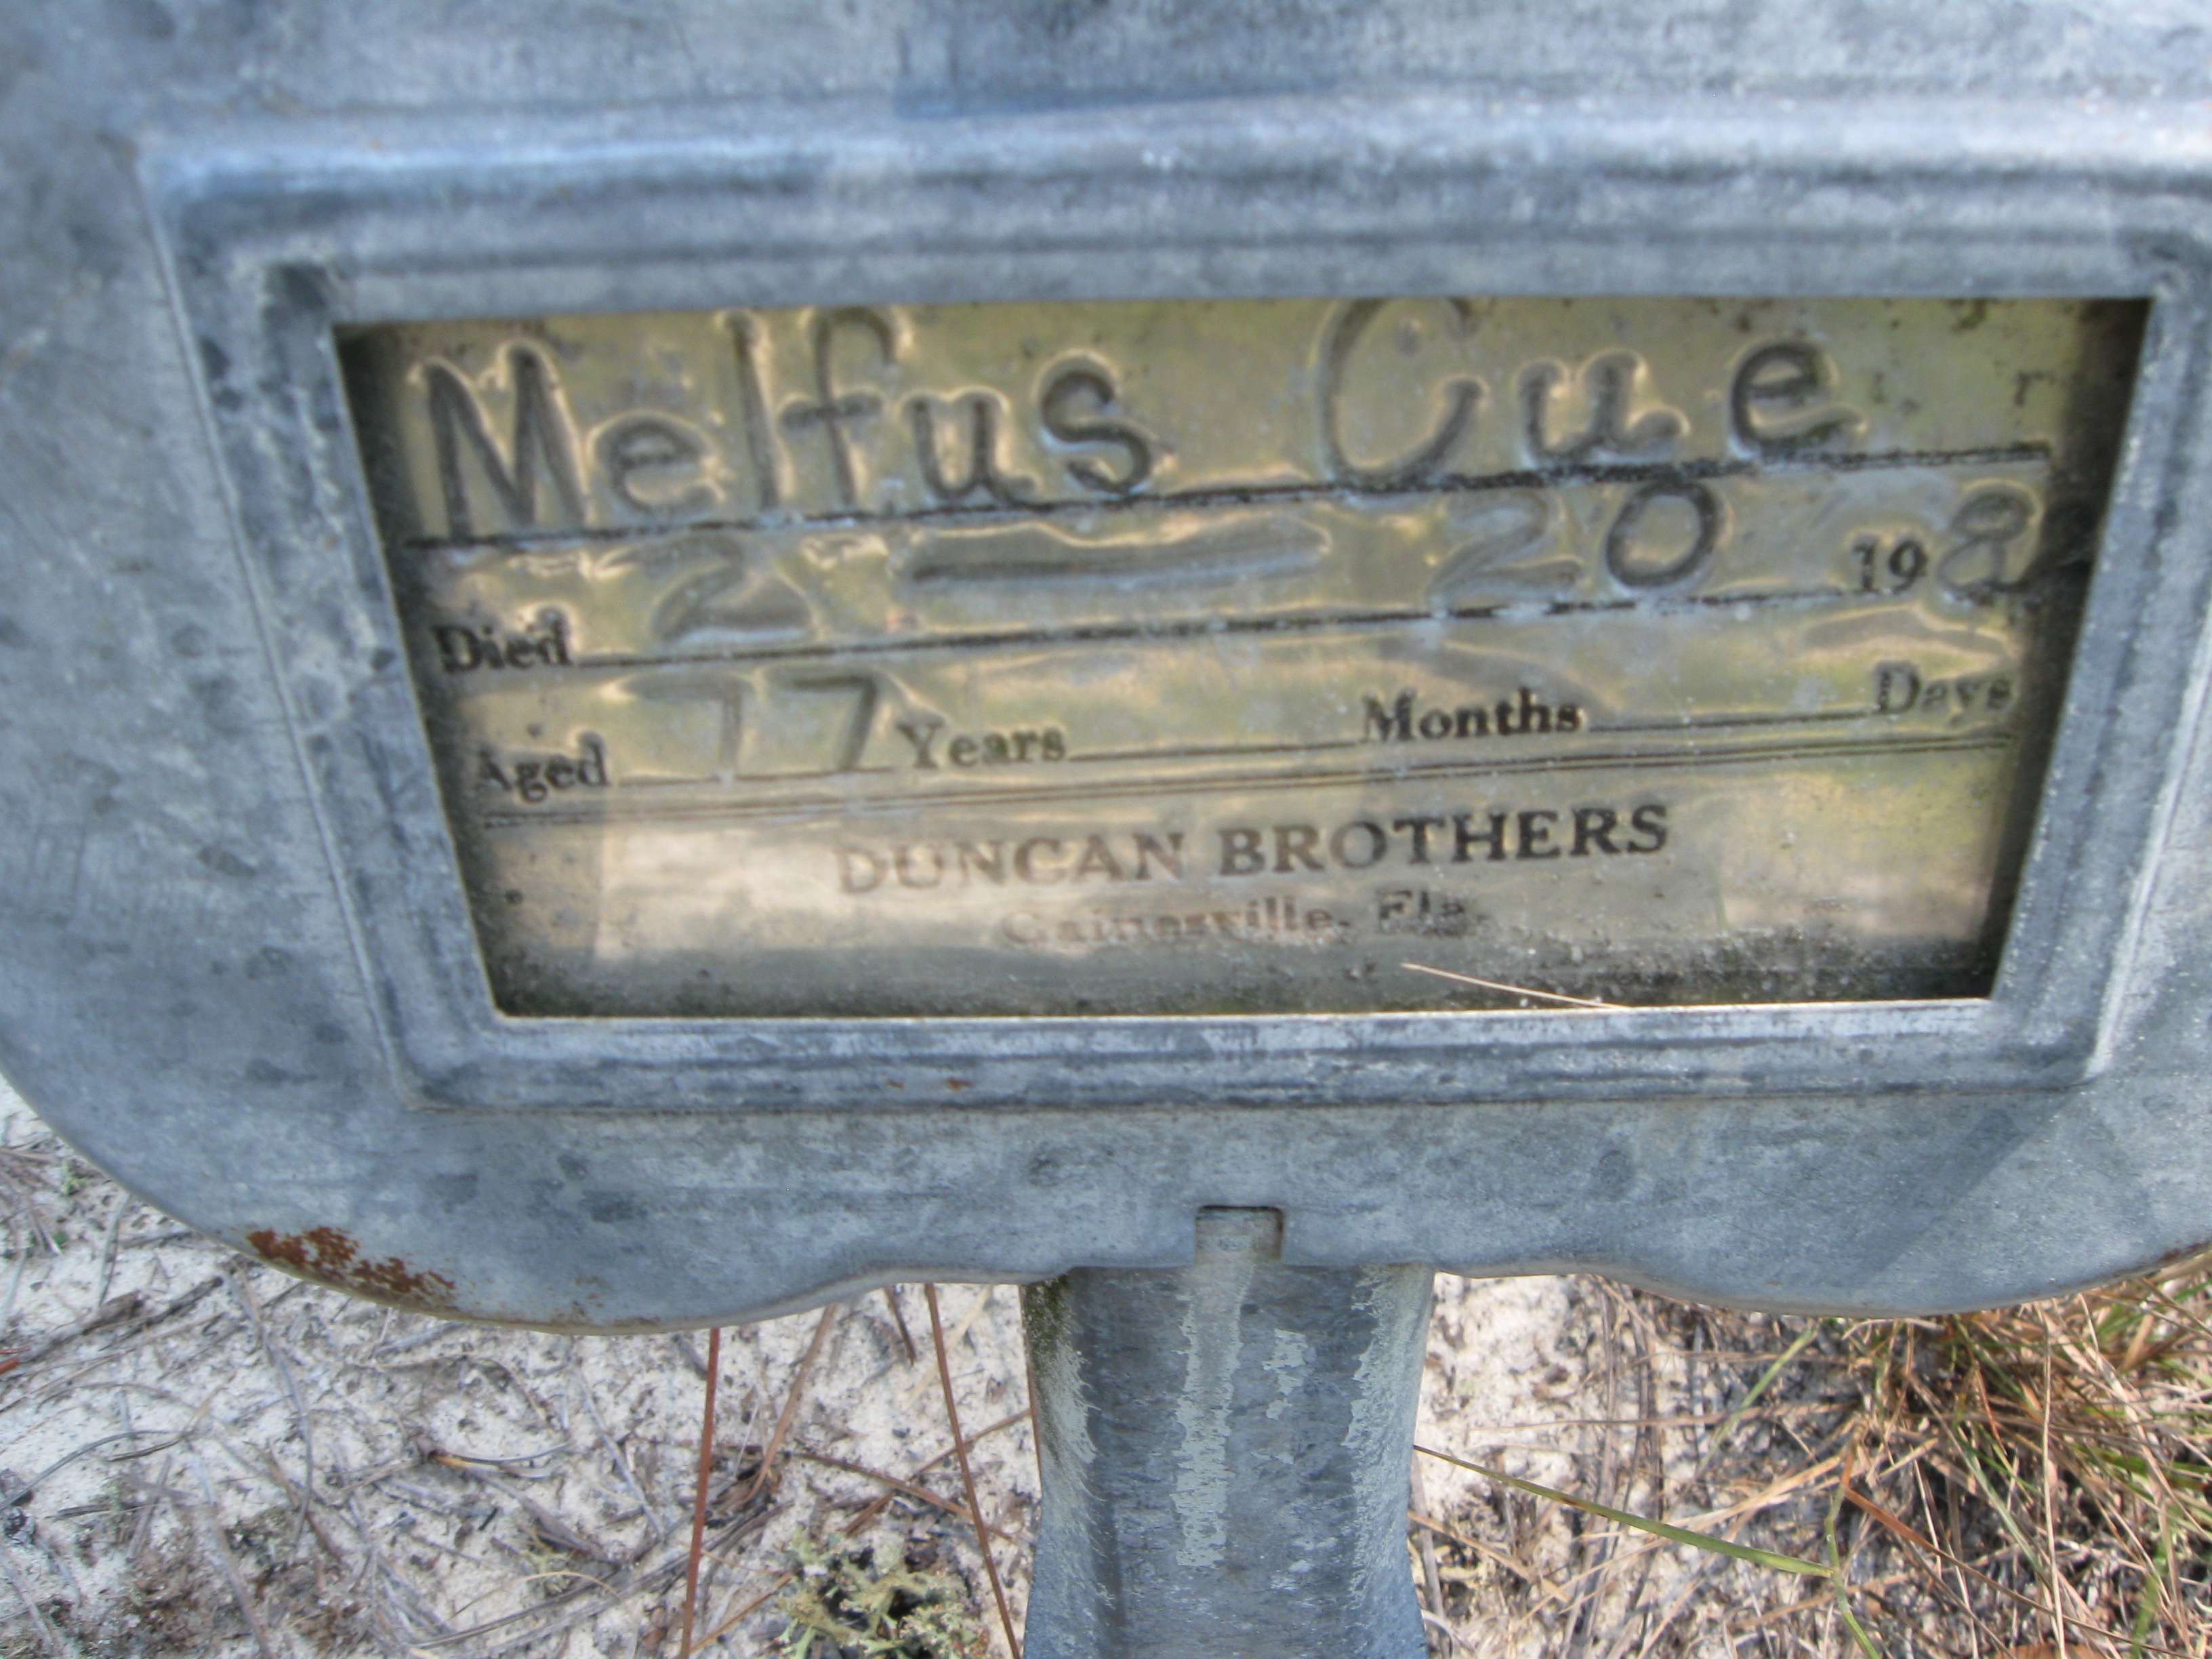 Melfus Cue
Died 2 — 20 198
Aged 77 Years Months Days
DUNCAN BROTHERS
Gainesville, Fla.